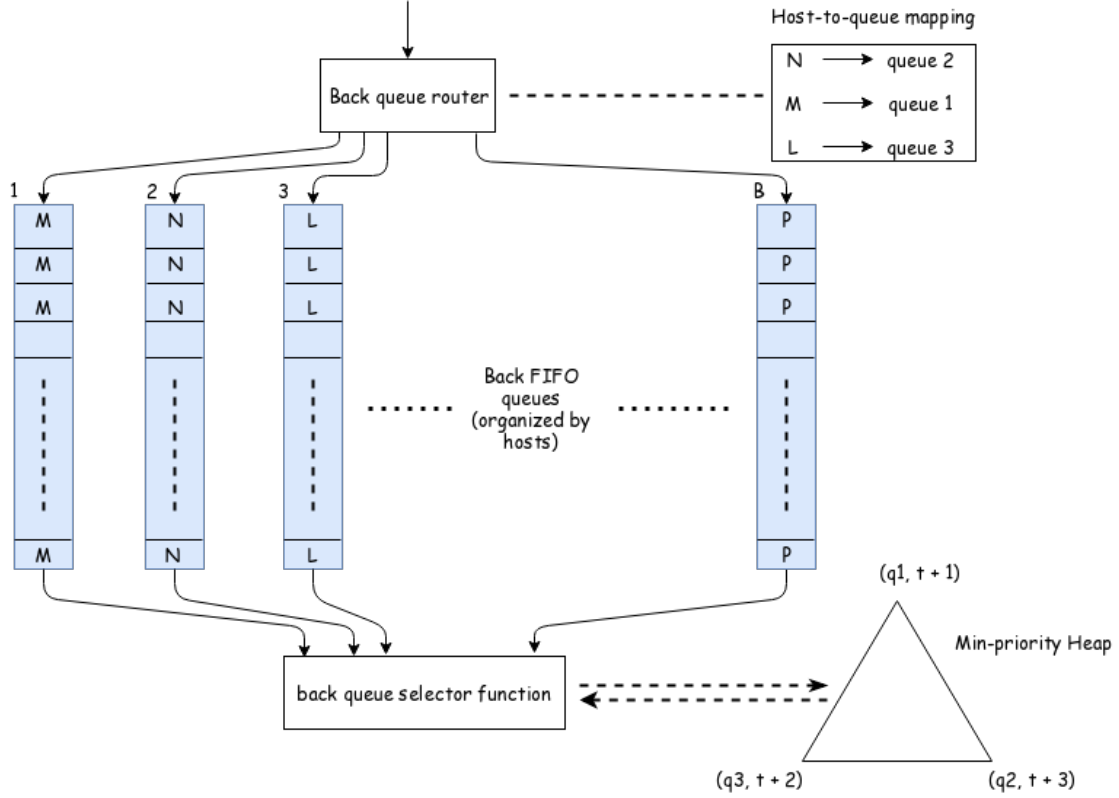 Host-to-queue mapping
Back queue router
N queue 2
M queue 1
L queue 3
1 2 3 B
M N L P
M N L P
M N L P
Back FIFO
queues
(organized by
hosts)
M N L P
(q1, t + 1)
Min-priority Heap
back queue selector function
(q3, t + 2) (q2, t + 3)